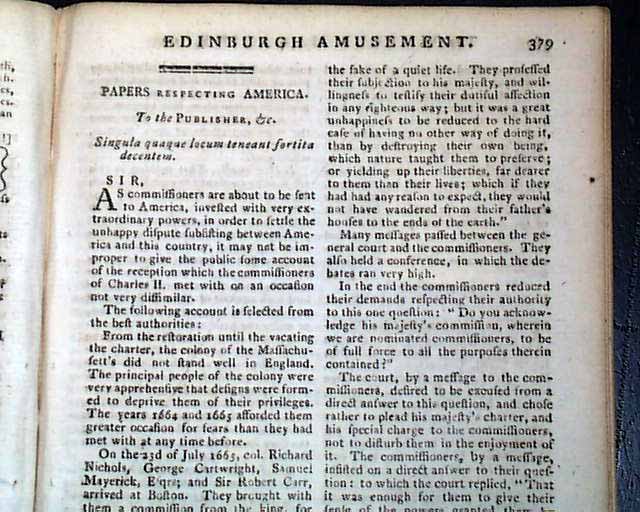 EDINBURGH AMUSEMENT. 379
PAPERS RESPECTING AMERICA.
To the PUBLISHER, &c.
Singula quæque locum teneant sortita
decentem.
SIR,
AS commissioners are about to be sent
to America, invested with very ex-
traordinary powers, in order to settle the
unhappy dispute subsisting between Ame-
rica and this country, it may not be im-
proper to give the public some account
of the reception which the commissioners
of Charles II. met with on an occasion
not very dissimilar.
The following account is selected from
the best authorities:
From the restoration until the vacating
the charter, the colony of the Massachu-
sett's did not stand well in England.
The principal people of the colony were
very apprehensive that designs were form-
ed to deprive them of their privileges.
The years 1664 and 1665 afforded them
greater occasion for fears than they had
met with at any time before.
On the 23d of July 1665, col. Richard
Nichols, George Cartwright, Samuel
Mayerick, Esqrs; and Sir Robert Carr,
arrived at Boston. They brought with
them a commission from the king, for
the sake of a quiet life. They professed
their subjection to his majesty, and wil-
lingness to testify their dutiful affection
in any righteous way; but it was a great
unhappiness to be reduced to the hard
case of having no other way of doing it,
than by destroying their own being,
which nature taught them to preserve;
or yielding up their liberties, far dearer
to them than their lives; which if they
had had any reason to expect, they would
not have wandered from their father's
houses to the ends of the earth."
Many messages passed between the ge-
neral court and the commissioners. They
also held a conference, in which the de-
bates ran very high.
In the end the commissioners reduced
their demands respecting their authority
to this one question: "Do you acknow-
ledge his majesty's commission, wherein
we are nominated commissioners, to be
of full force to all the purposes therein
contained?"
The court, by a message to the com-
missioners, desired to be excused from a
direct answer to this question, and chose
rather to plead his majesty's charter, and
his special charge to the commissioners,
not to disturb them in the enjoyment of
it. The commissioners, by a message,
insisted on a direct answer to their ques-
tion: to which the court replied, "That
it was enough for them to give their
sense of the powers granted them by